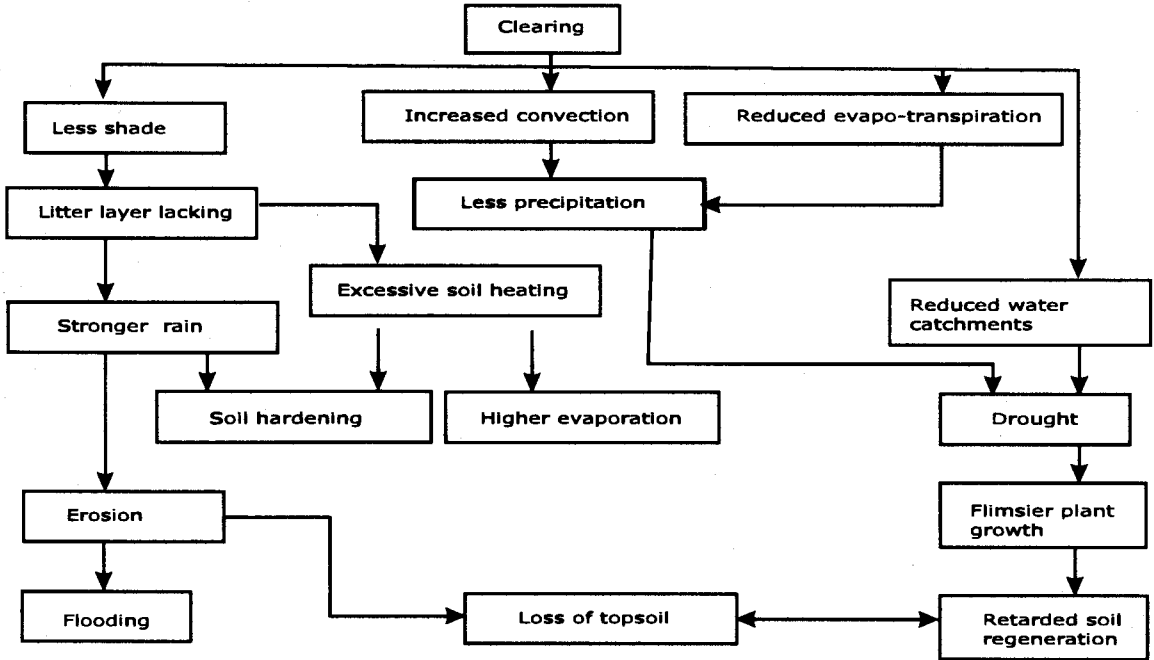 Clearing
Less shade
Increased convection
Reduced evapo-transpiration
Litter layer lacking
Less precipitation
Excessive soil heating
Stronger rain
Reduced water
catchments
Soil hardening
Higher evaporation
Drought
Erosion
Flimsier plant
growth
Flooding
Loss of topsoil
Retarded soil
regeneration